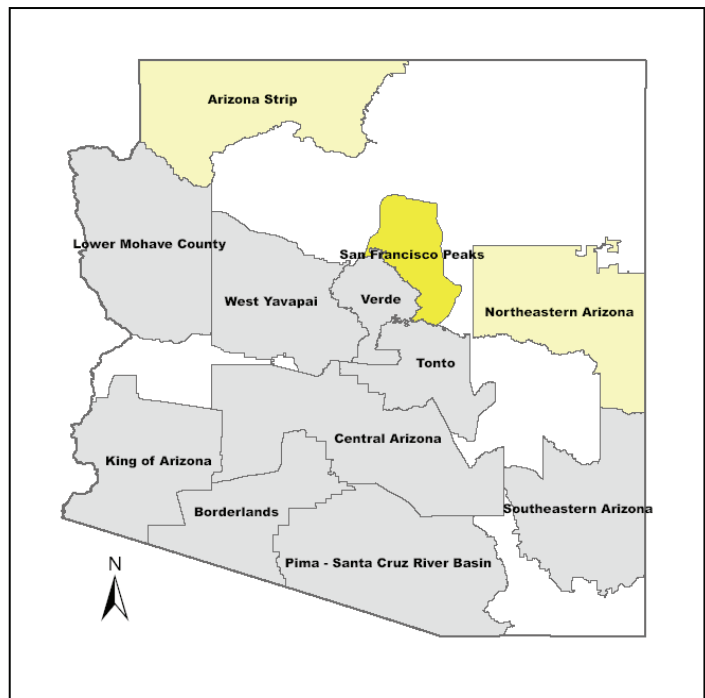 Arizona Strip
Lower Mohave County
San Francisco Peaks
West Yavapai
Verde
Northeastern Arizona
Tonto
Central Arizona
King of Arizona
Borderlands
Southeastern Arizona
Pima - Santa Cruz River Basin
N